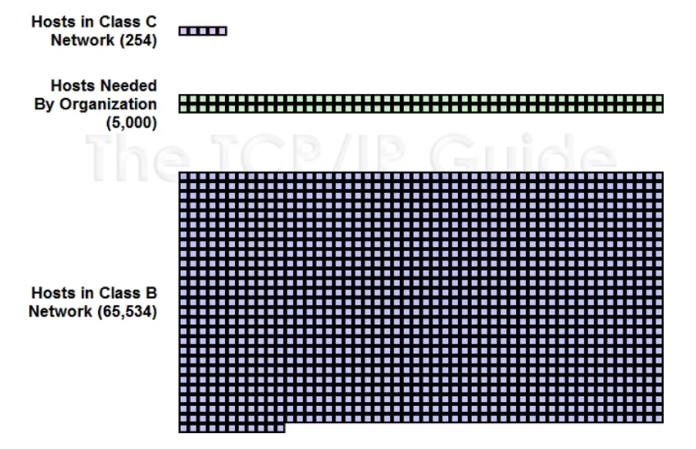 Hosts in Class C
Network (254)
Hosts Needed
By Organization
(5,000)
The TCP/IP Guide
Hosts in Class B
Network (65,534)